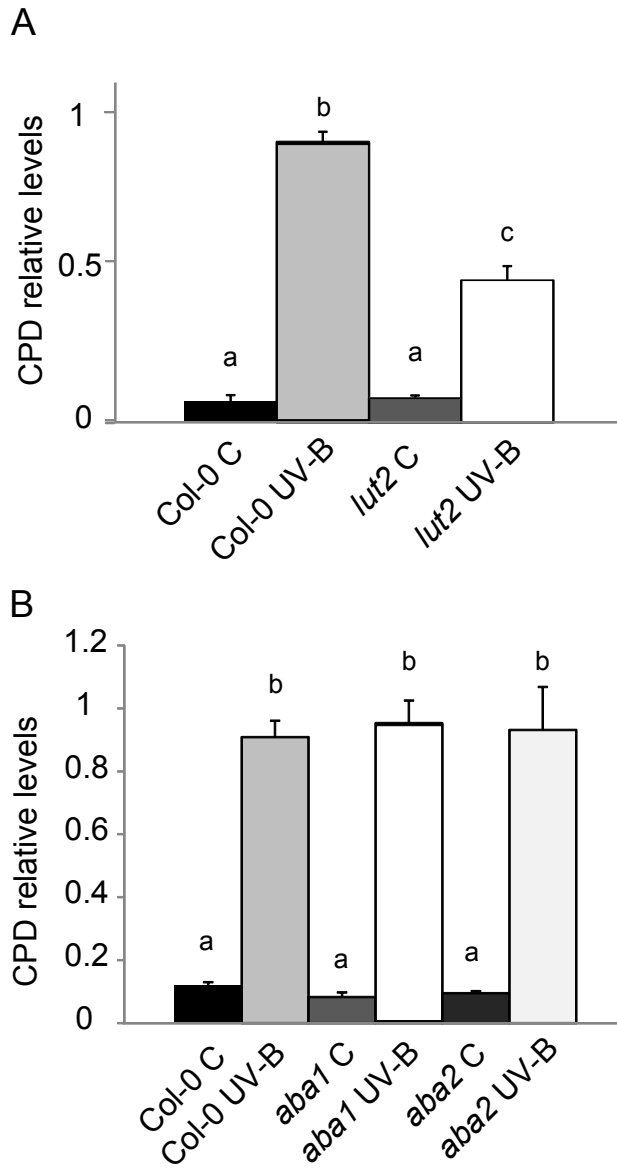 A
CPD relative levels
1
0.5
0
a
b
a
c
Col-0 C
Col-0 UV-B
lut2 C
lut2 UV-B
B
CPD relative levels
1.2
1
0.8
0.6
0.4
0.2
0
a
b
a
b
a
b
Col-0 C
Col-0 UV-B
aba1 C
aba1 UV-B
aba2 C
aba2 UV-B